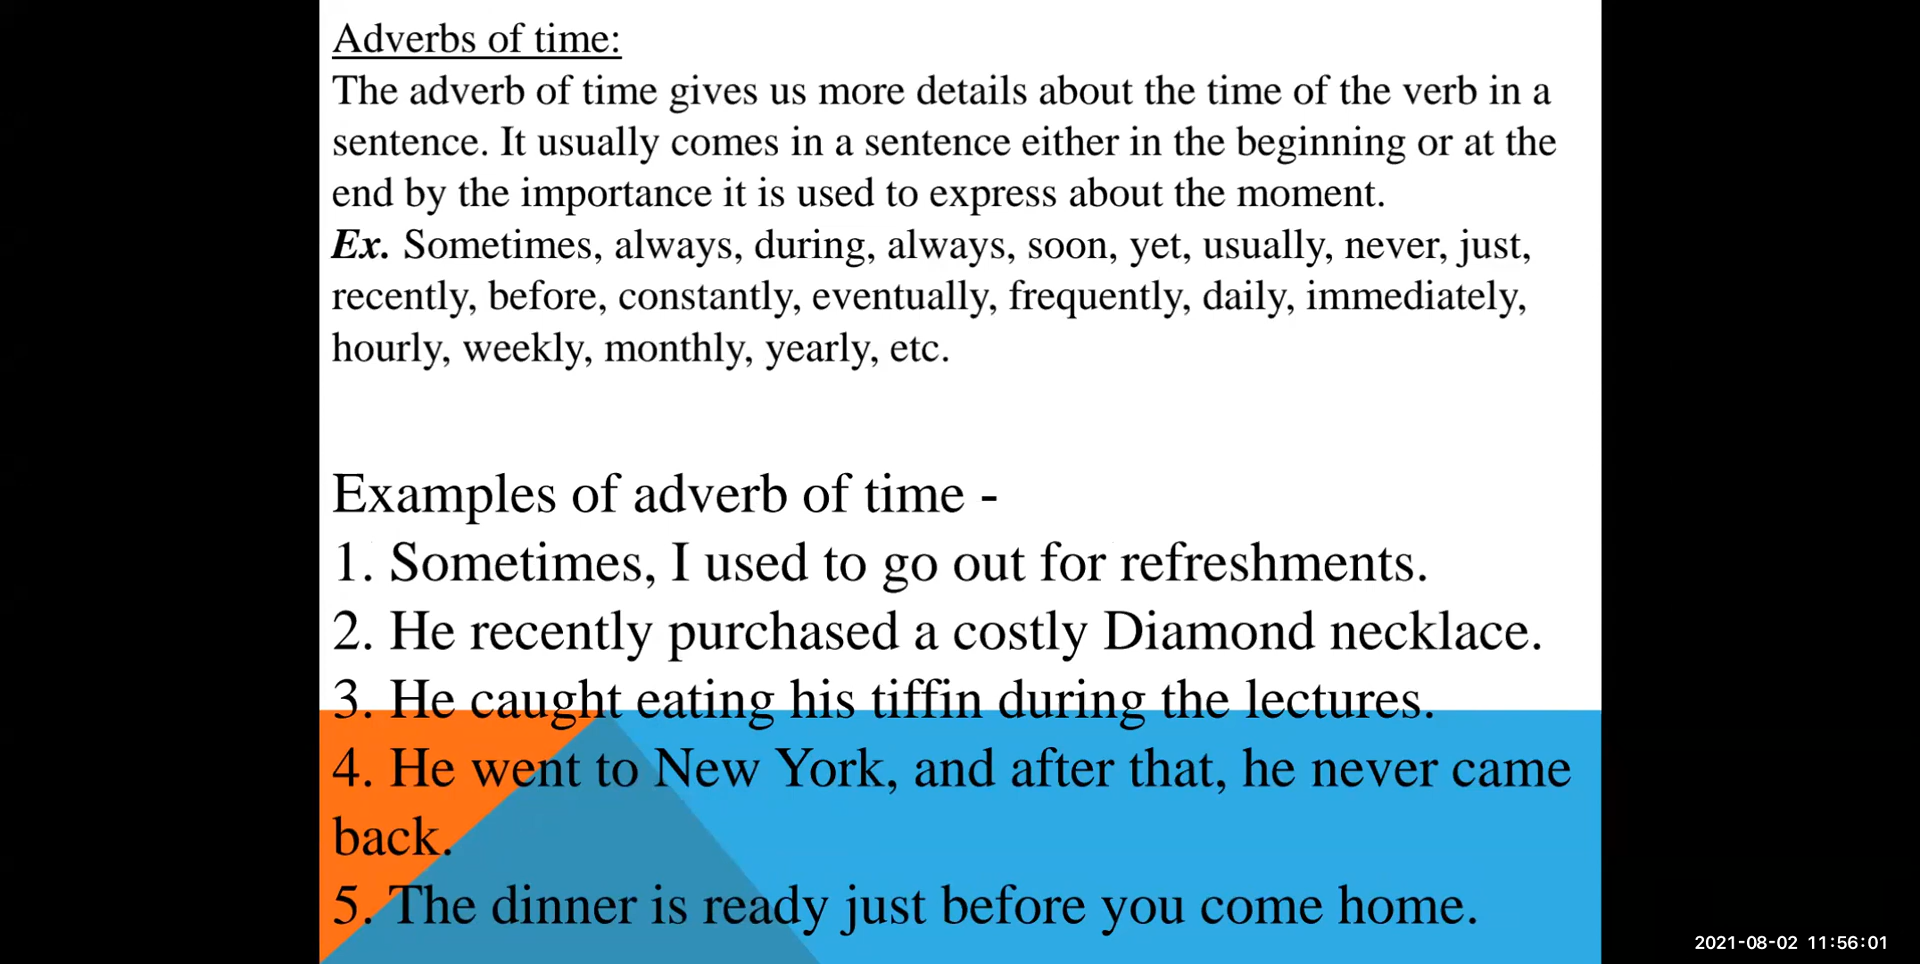 Adverbs of time:
The adverb of time gives us more details about the time of the verb in a
sentence. It usually comes in a sentence either in the beginning or at the
end by the importance it is used to express about the moment.
Ex. Sometimes, always, during, always, soon, yet, usually, never, just,
recently, before, constantly, eventually, frequently, daily, immediately,
hourly, weekly, monthly, yearly, etc.
Examples of adverb of time -
1. Sometimes, I used to go out for refreshments.
2. He recently purchased a costly Diamond necklace.
3. He caught eating his tiffin during the lectures.
4. He went to New York, and after that, he never came
back.
5. The dinner is ready just before you come home.
2021-08-02 11:56:01